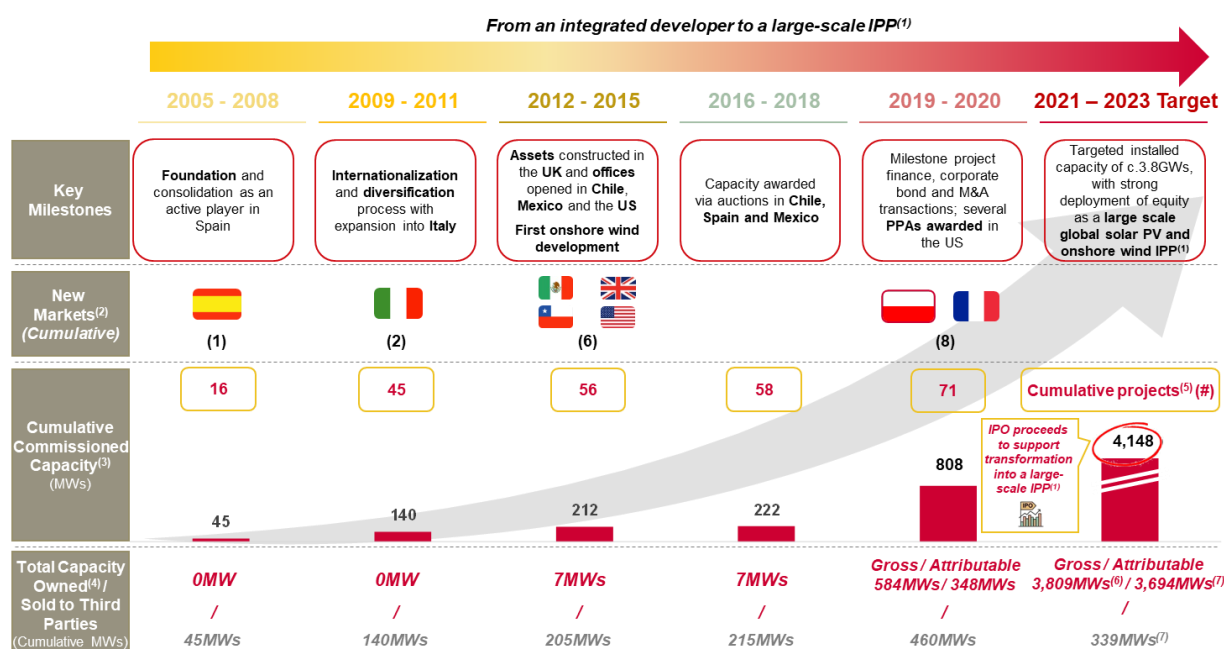 From an integrated developer to a large-scale IPP(1)
2005 - 2008
2009 - 2011
2012 - 2015
2016 - 2018
2019 - 2020
2021 – 2023 Target
Key
Milestones
Foundation and
consolidation as an
active player in
Spain
Internationalization
and diversification
process with
expansion into Italy
Assets constructed in
the UK and offices
opened in Chile,
Mexico and the US
First onshore wind
development
Capacity awarded
via auctions in Chile,
Spain and Mexico
Milestone project
finance, corporate
bond and M&A
transactions; several
PPAs awarded in
the US
Targeted installed
capacity of c.3.8GWs,
with strong
deployment of equity
as a large scale
global solar PV and
onshore wind IPP(1)
New
Markets(2)
(Cumulative)
(1)
(2)
(6)
(8)
Cumulative
Commissioned
Capacity(3)
(MWs)
16
45
56
58
71
Cumulative projects(5) (#)
45
140
212
222
808
IPO proceeds
to support
transformation
into a large-
scale IPP(1)
IPO
4,148
Total Capacity
Owned(4) /
Sold to Third
Parties
(Cumulative MWs)
0MW
/
45MWs
0MW
/
140MWs
7MWs
/
205MWs
7MWs
/
215MWs
Gross / Attributable
584MWs / 348MWs
/
460MWs
Gross / Attributable
3,809MWs(6) / 3,694MWs(7)
/
339MWs(7)